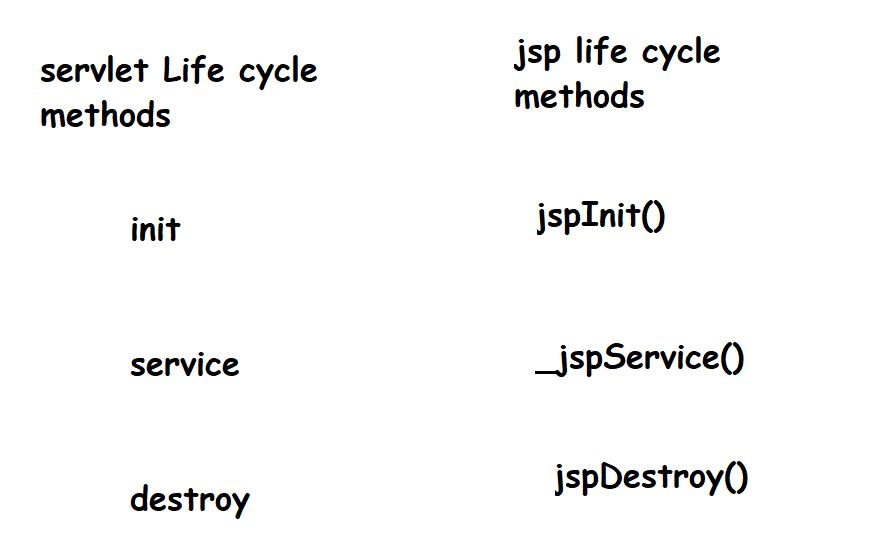 servlet Life cycle
methods
init
service
destroy
jsp life cycle
methods
jspInit()
_jspService()
jspDestroy()